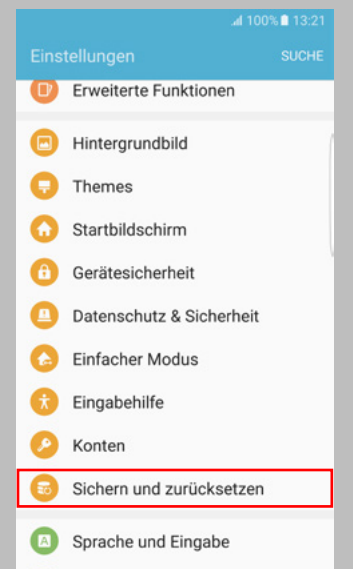 100% 13:21
Einstellungen SUCHE
Erweiterte Funktionen
Hintergrundbild
Themes
Startbildschirm
Gerätesicherheit
Datenschutz & Sicherheit
Einfacher Modus
Eingabehilfe
Konten
Sichern und zurücksetzen
A Sprache und Eingabe